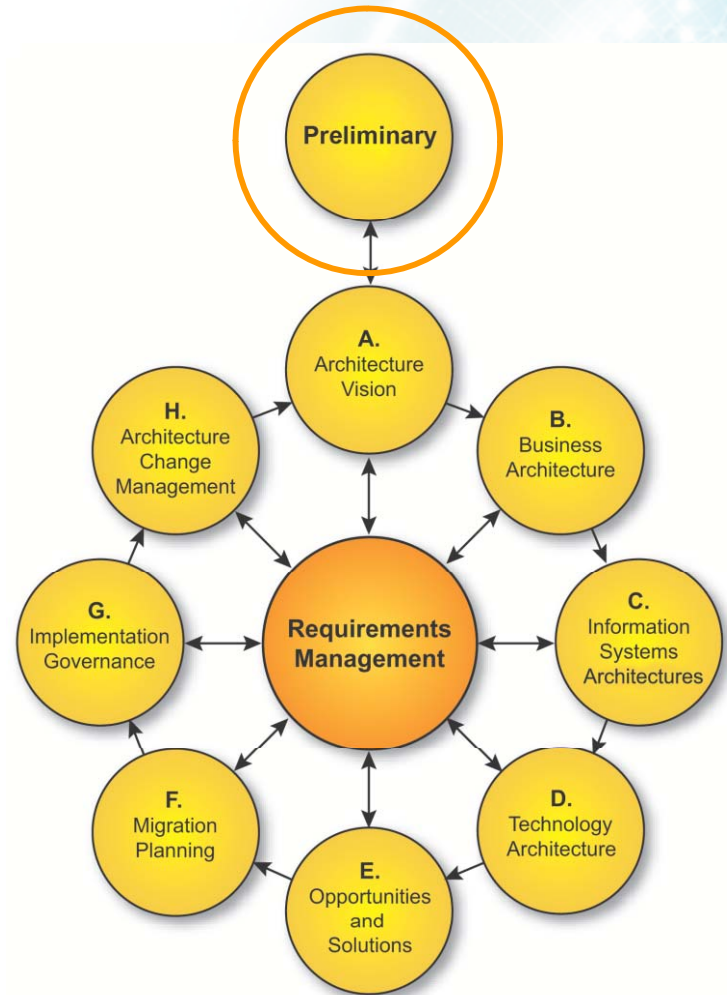 Preliminary
A.
Architecture
Vision
B.
Business
Architecture
C.
Information
Systems
Architectures
D.
Technology
Architecture
E.
Opportunities
and
Solutions
F.
Migration
Planning
G.
Implementation
Governance
H.
Architecture
Change
Management
Requirements
Management